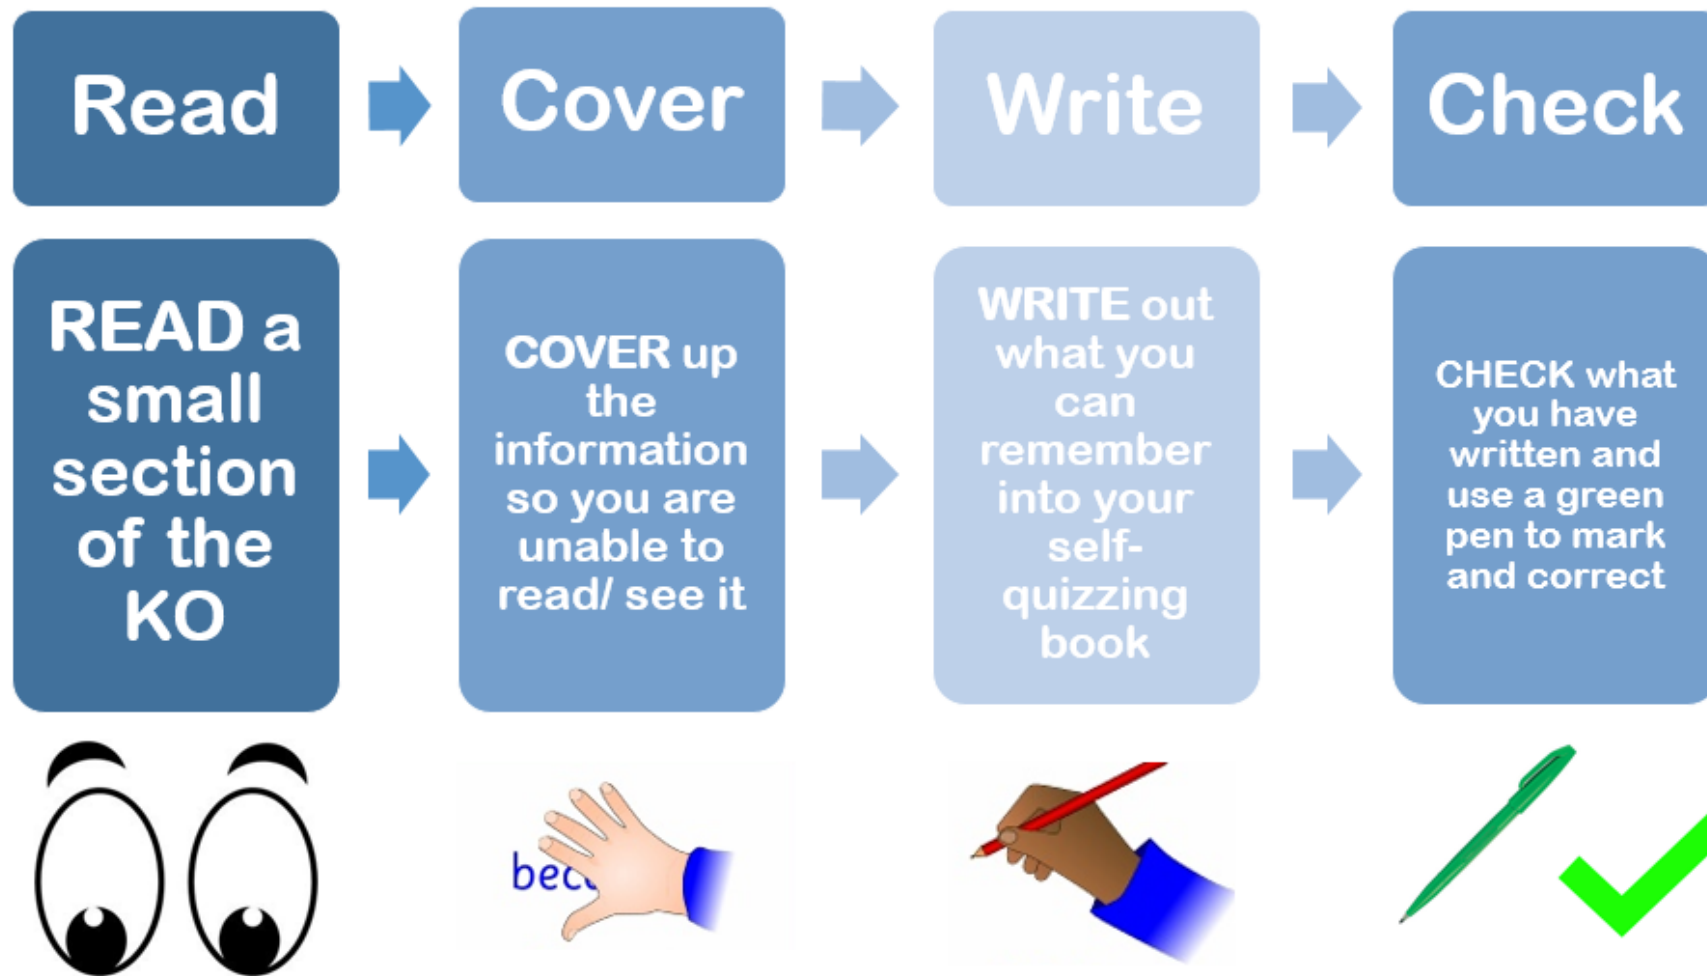 Read
Cover
Write
Check
READ a
small
section
of the
KO
COVER up
the
information
so you are
unable to
read/ see it
WRITE out
what you
can
remember
into your
self-
quizzing
book
CHECK what
you have
written and
use a green
pen to mark
and correct
bec